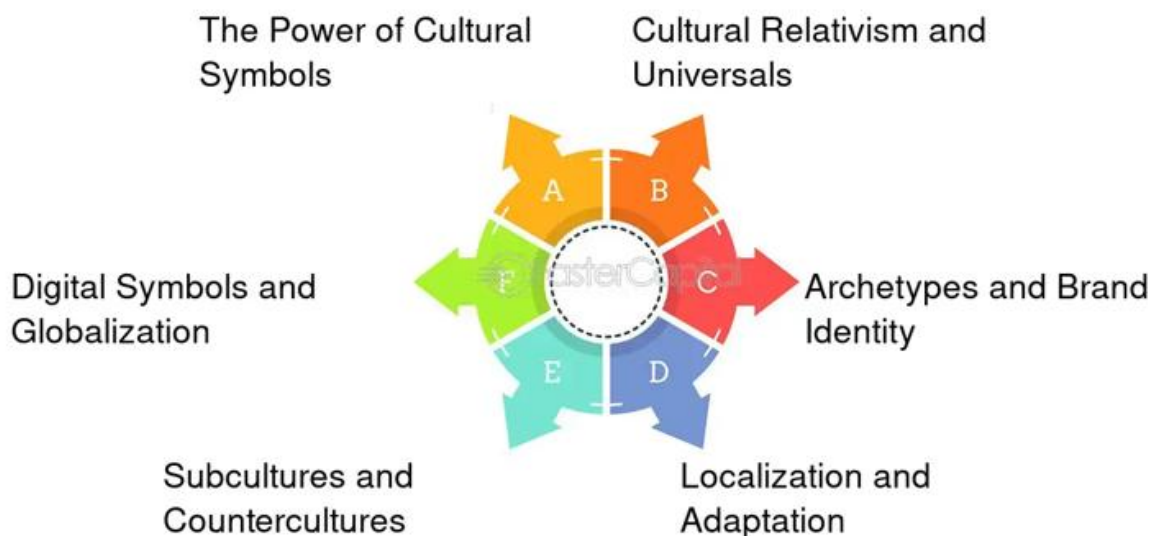 The Power of Cultural
Symbols
Cultural Relativism and
Universals
A
B
F
FasterCapital
C
Digital Symbols and
Globalization
Archetypes and Brand
Identity
E
D
Subcultures and
Countercultures
Localization and
Adaptation